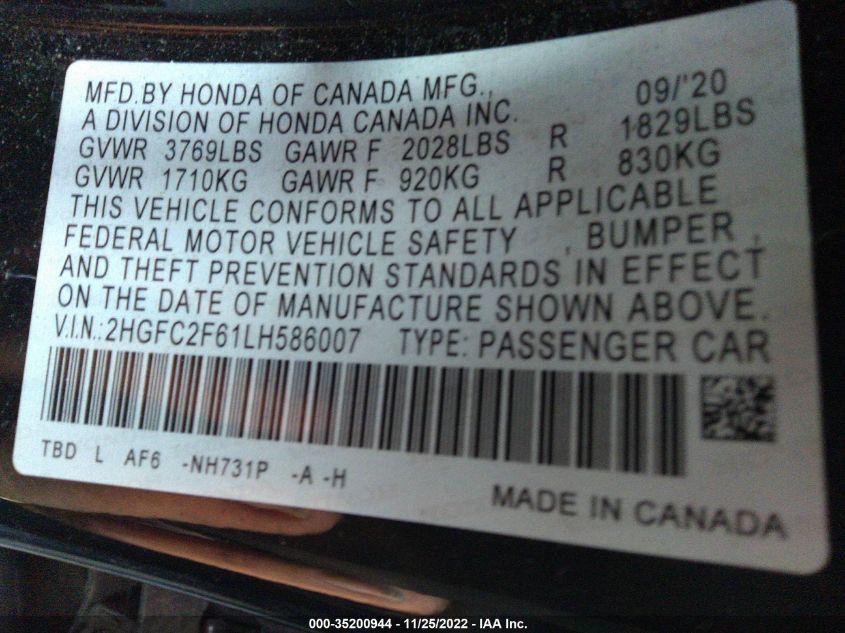 MFD.BY HONDA OF CANADA MFG., 09/'20
A DIVISION OF HONDA CANADA INC.
GVWR 3769LBS GAWR F 2028LBS R 1829LBS
GVWR 1710KG GAWR F 920KG R 830KG
THIS VEHICLE CONFORMS TO ALL APPLICABLE
FEDERAL MOTOR VEHICLE SAFETY , BUMPER ,
AND THEFT PREVENTION STANDARDS IN EFFECT
ON THE DATE OF MANUFACTURE SHOWN ABOVE.
V.I.N.:2HGFC2F61LH586007 TYPE: PASSENGER CAR
TBD L AF6 -NH731P -A -H
MADE IN CANADA
000-35200944 - 11/25/2022 - IAA Inc.